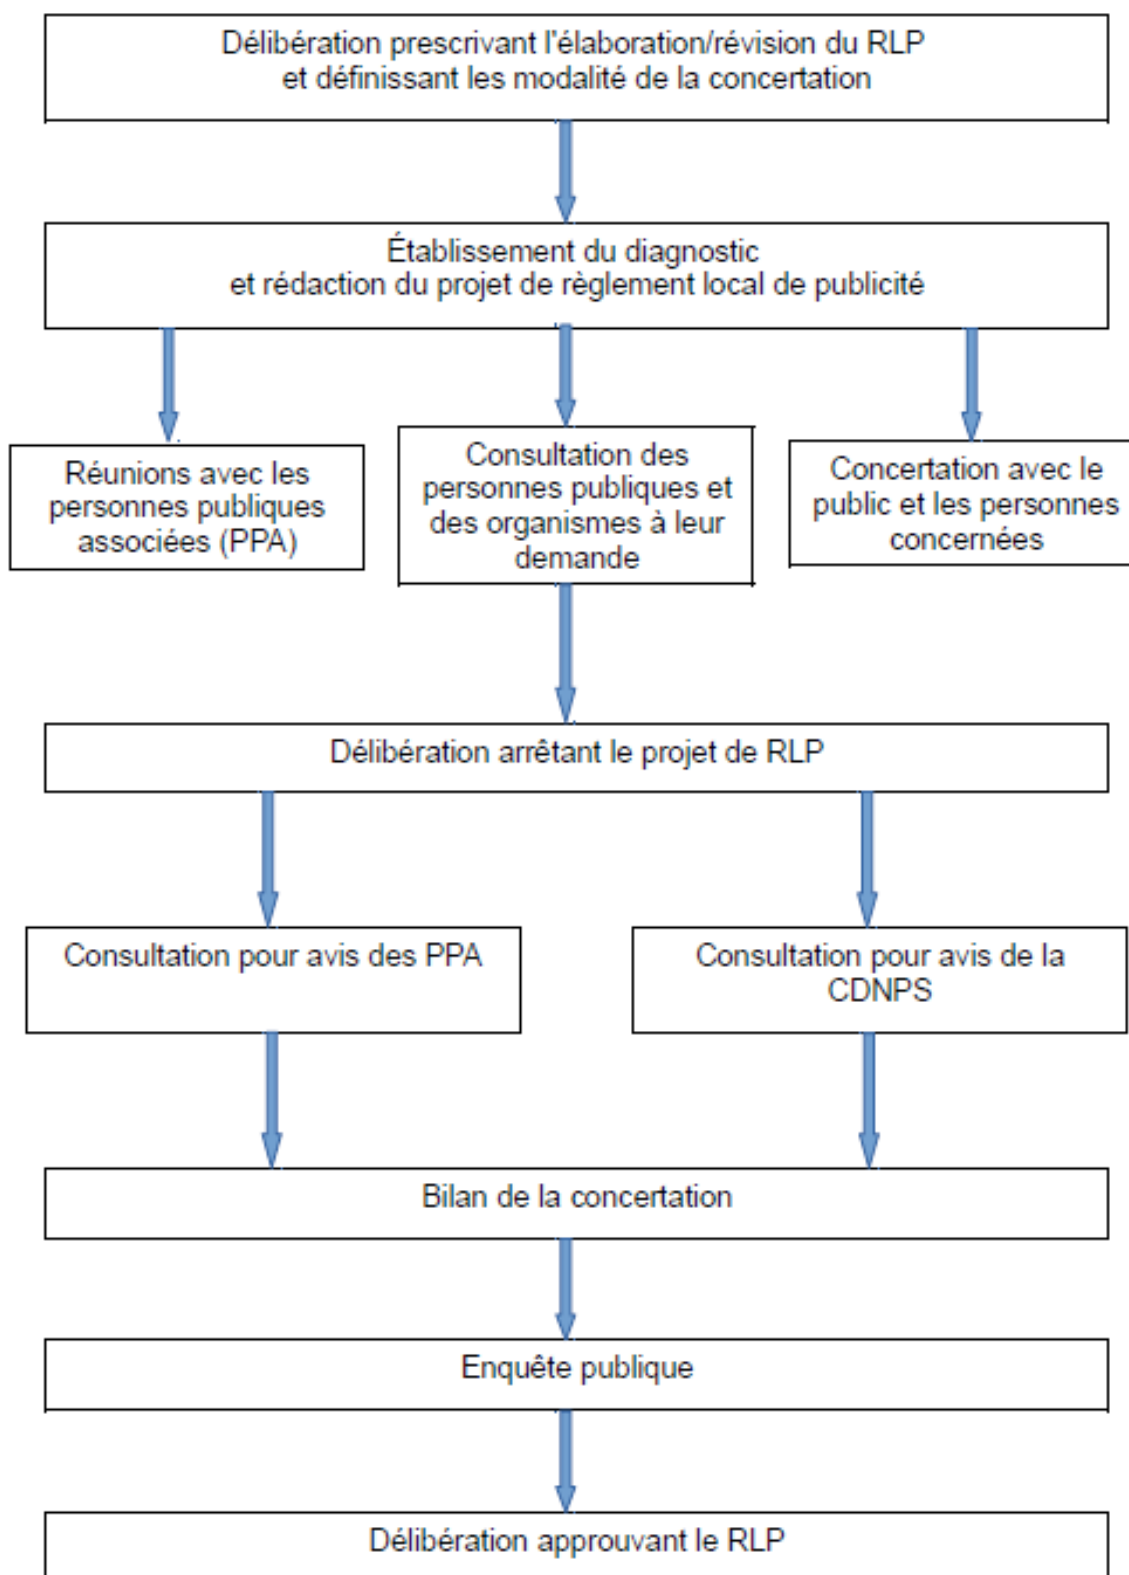 Délibération prescrivant l'élaboration/révision du RLP
et définissant les modalité de la concertation
Établissement du diagnostic
et rédaction du projet de règlement local de publicité
Réunions avec les
personnes publiques
associées (PPA)
Consultation des
personnes publiques et
des organismes à leur
demande
Concertation avec le
public et les personnes
concernées
Délibération arrêtant le projet de RLP
Consultation pour avis des PPA
Consultation pour avis de la
CDNPS
Bilan de la concertation
Enquête publique
Délibération approuvant le RLP